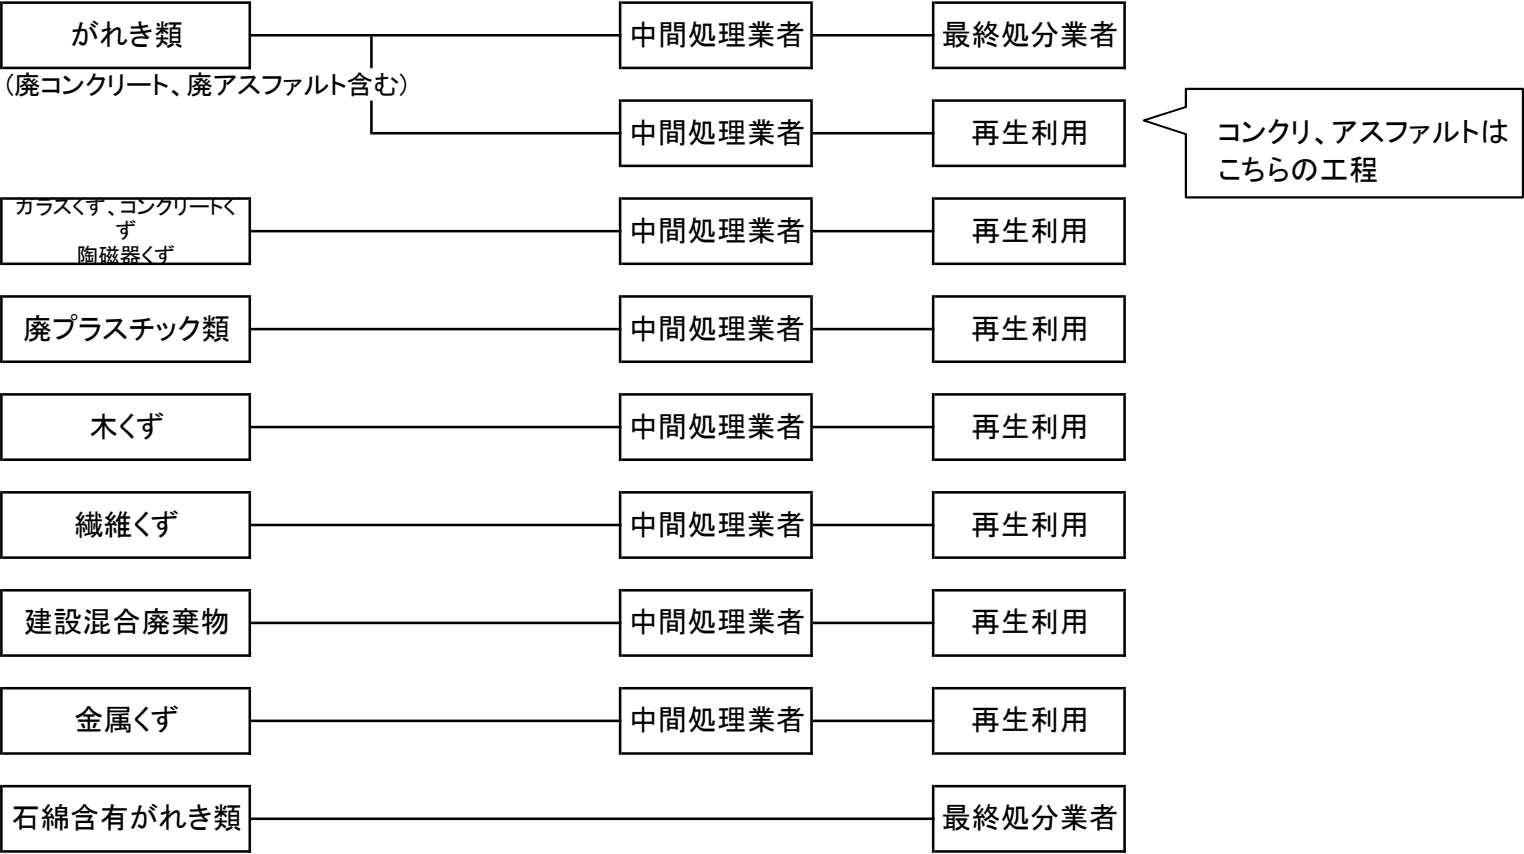 がれき類 中間処理業者 最終処分業者
（廃コンクリート、廃アスファルト含む）
中間処理業者 再生利用
コンクリ、アスファルトは
こちらの工程
ガラスくず、コンクリートく
ず
陶磁器くず
中間処理業者 再生利用
廃プラスチック類 中間処理業者 再生利用
木くず 中間処理業者 再生利用
繊維くず 中間処理業者 再生利用
建設混合廃棄物 中間処理業者 再生利用
金属くず 中間処理業者 再生利用
石綿含有がれき類 最終処分業者